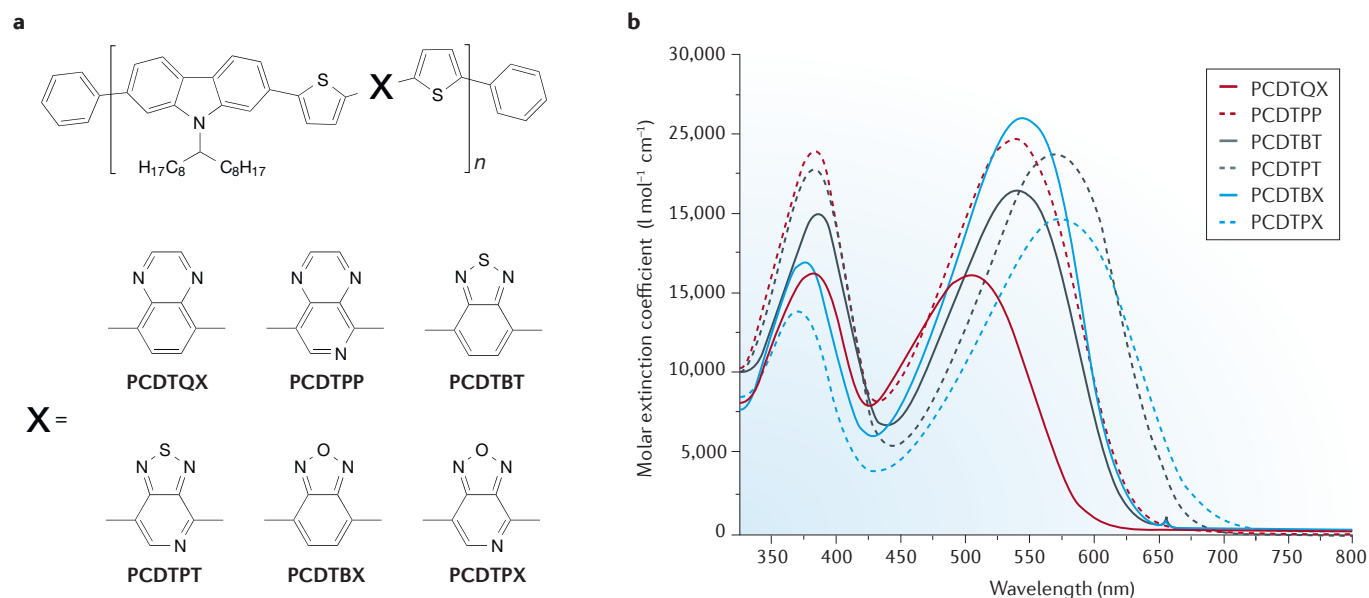 a
S
X
S
N
n
H17C8
C8H17
N
N
N
N
N
N
S
N
PCDTQX
PCDTPP
PCDTBT
X =
N
S
N
N
N
O
N
N
O
N
N
PCDTPT
PCDTBX
PCDTPX
b
Molar extinction coefficient (l mol⁻¹ cm⁻¹)
30,000
25,000
15,000
15,000
10,000
5,000
0
350
400
450
500
550
600
650
700
750
800
Wavelength (nm)
PCDTQX
PCDTPP
PCDTBT
PCDTPT
PCDTBX
PCDTPX